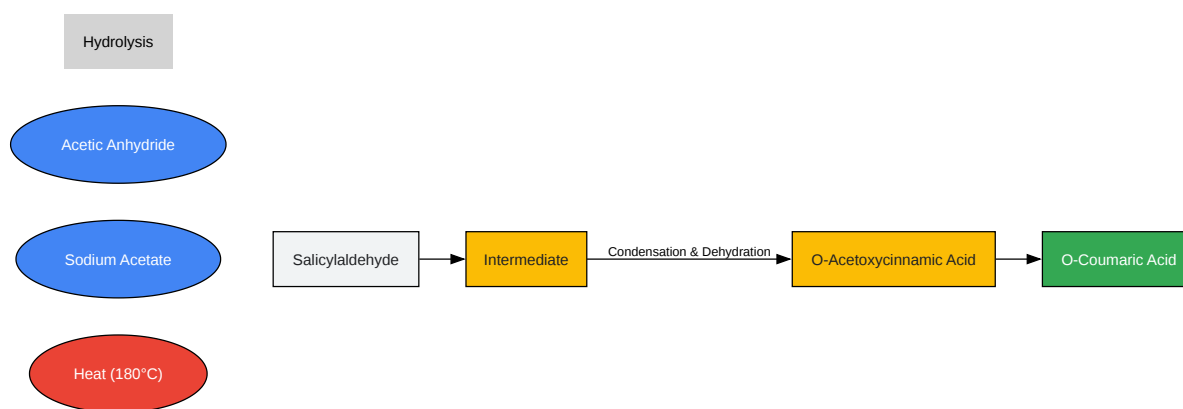 Hydrolysis
Acetic Anhydride
Sodium Acetate
Heat (180°C)
Salicylaldehyde
Intermediate
Condensation & Dehydration
O-Acetoxycinnamic Acid
O-Coumaric Acid